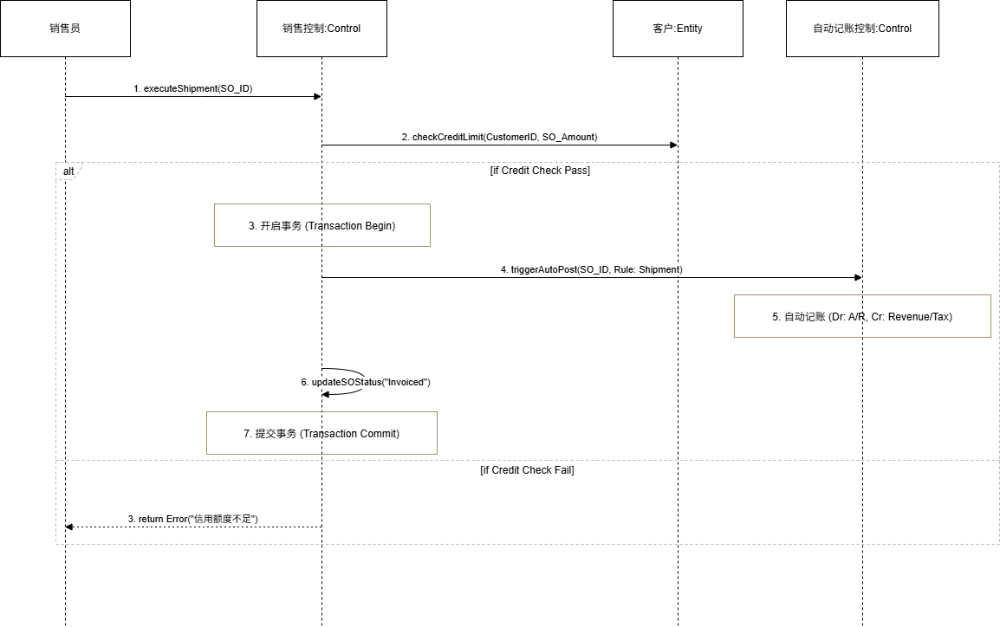 销售员
销售控制:Control
客户:Entity
自动记账控制:Control
1. executeShipment(SO_ID)
2. checkCreditLimit(CustomerID, SO_Amount)
alt
[if Credit Check Pass]
3. 开启事务 (Transaction Begin)
4. triggerAutoPost(SO_ID, Rule: Shipment)
5. 自动记账 (Dr: A/R, Cr: Revenue/Tax)
6. updateSOStatus("Invoiced")
7. 提交事务 (Transaction Commit)
[if Credit Check Fail]
3. return Error("信用额度不足")